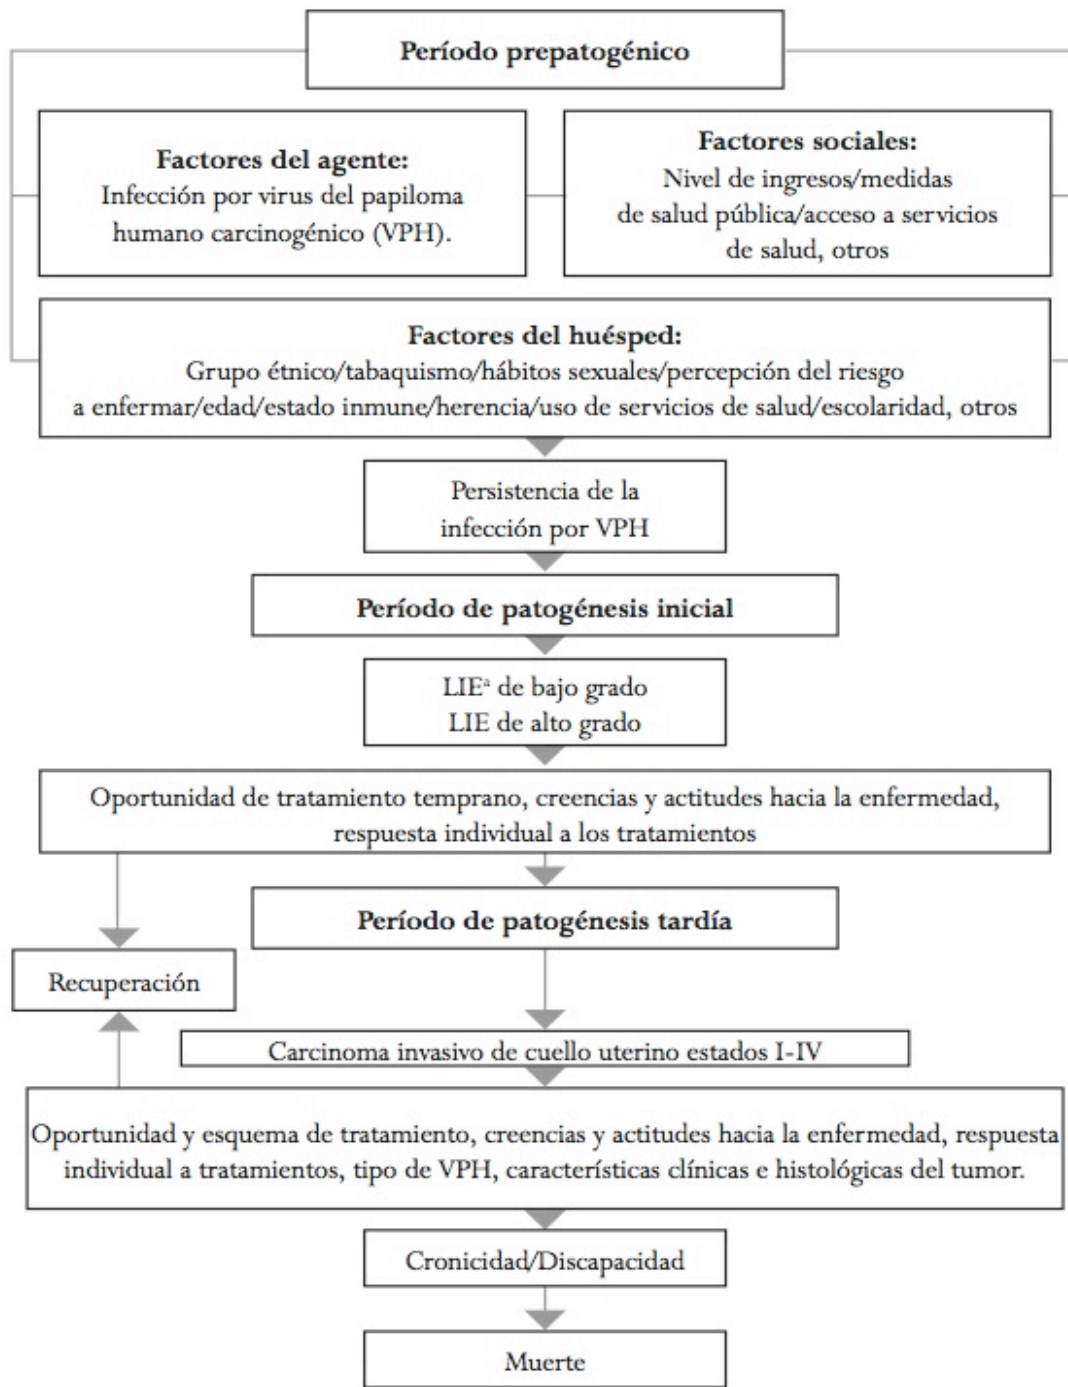 Período prepatogénico
Factores del agente:
Infección por virus del papiloma
humano carcinogénico (VPH).
Factores sociales:
Nivel de ingresos/medidas
de salud pública/acceso a servicios
de salud, otros
Factores del huésped:
Grupo étnico/tabaquismo/hábitos sexuales/percepción del riesgo
a enfermar/edad/estado inmune/herencia/uso de servicios de salud/escolaridad, otros
Persistencia de la
infección por VPH
Período de patogénesis inicial
LIEª de bajo grado
LIE de alto grado
Oportunidad de tratamiento temprano, creencias y actitudes hacia la enfermedad,
respuesta individual a los tratamientos
Período de patogénesis tardía
Recuperación
Carcinoma invasivo de cuello uterino estados I-IV
Oportunidad y esquema de tratamiento, creencias y actitudes hacia la enfermedad, respuesta
individual a tratamientos, tipo de VPH, características clínicas e histológicas del tumor.
Cronicidad/Discapacidad
Muerte